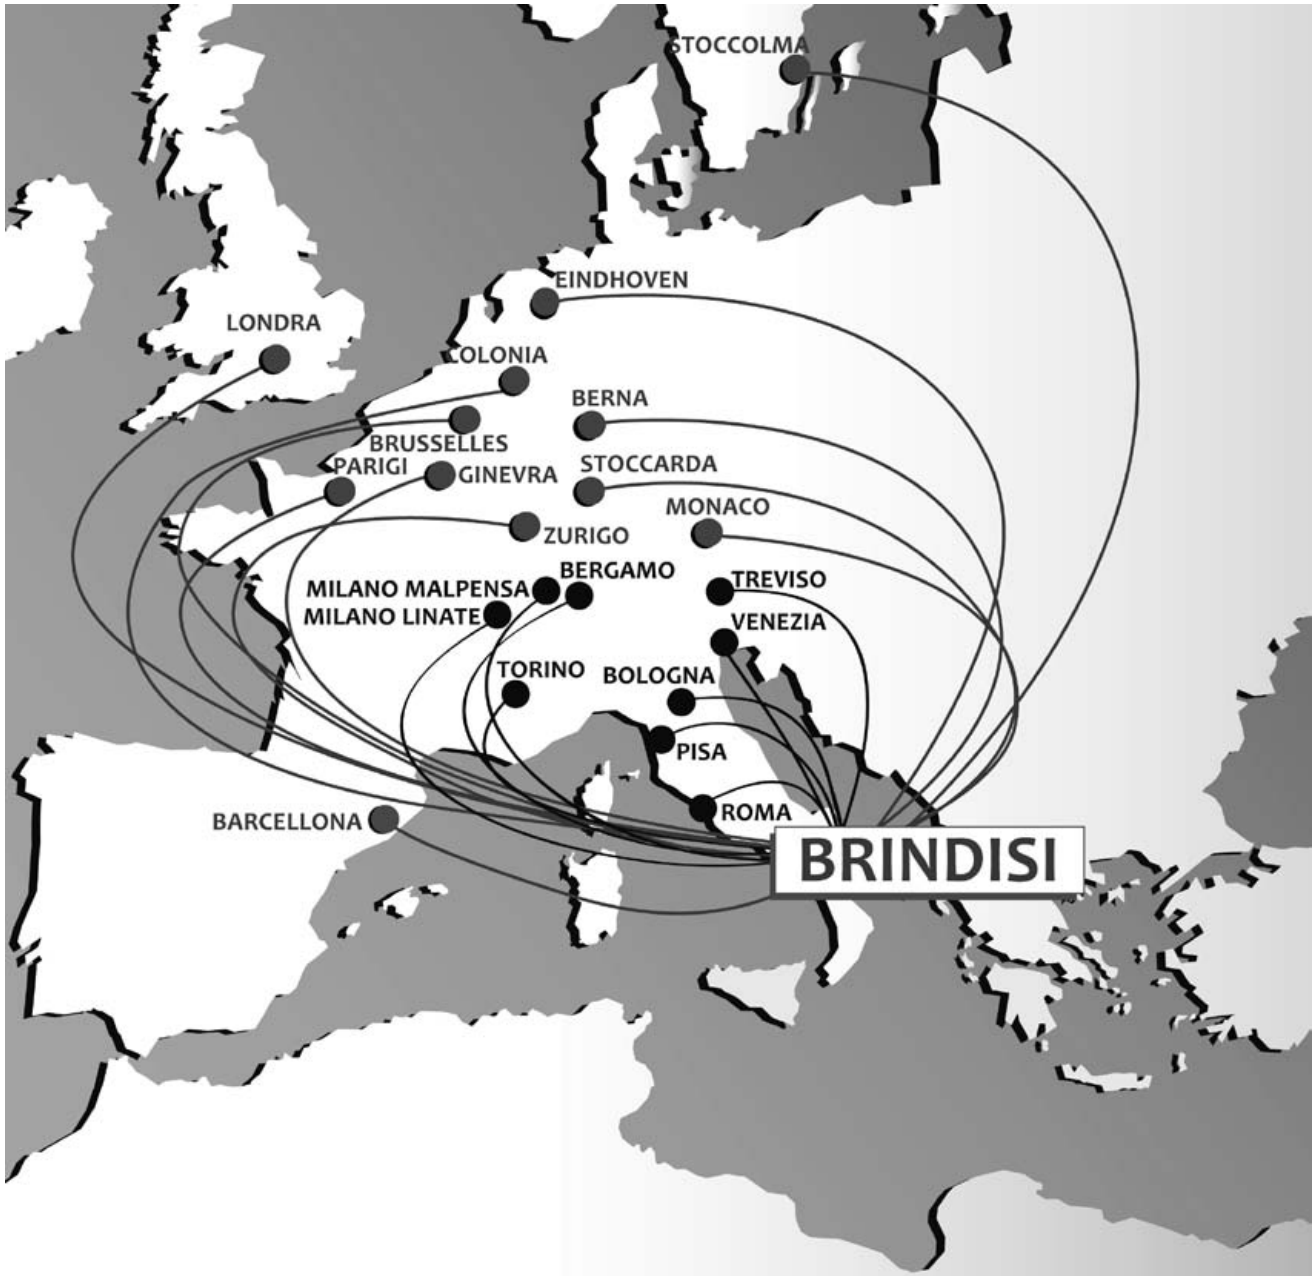 STOCCOLMA
EINDHOVEN
LONDRA
COLONIA
BERNA
BRUSSELLES
PARIGI
GINEVRA
STOCCARDA
MONACO
ZURIGO
BERGAMO
MILANO MALPENSA
TREVISO
MILANO LINATE
VENEZIA
TORINO
BOLOGNA
PISA
ROMA
BARCELLONA
BRINDISI